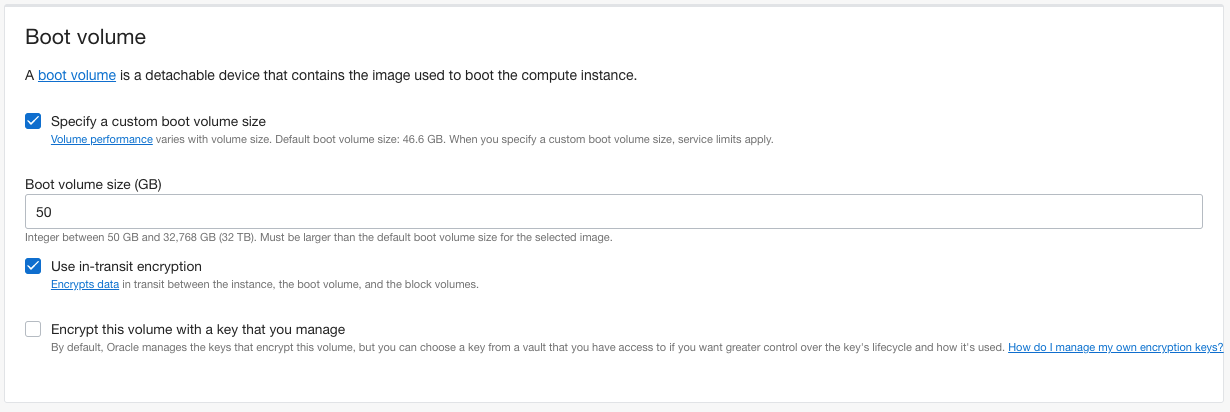 Boot volume
A boot volume is a detachable device that contains the image used to boot the compute instance.
Specify a custom boot volume size
Volume performance varies with volume size. Default boot volume size: 46.6 GB. When you specify a custom boot volume size, service limits apply.
Boot volume size (GB)
50
Integer between 50 GB and 32,768 GB (32 TB). Must be larger than the default boot volume size for the selected image.
Use in-transit encryption
Encrypts data in transit between the instance, the boot volume, and the block volumes.
Encrypt this volume with a key that you manage
By default, Oracle manages the keys that encrypt this volume, but you can choose a key from a vault that you have access to if you want greater control over the key's lifecycle and how it's used. How do I manage my own encryption keys?